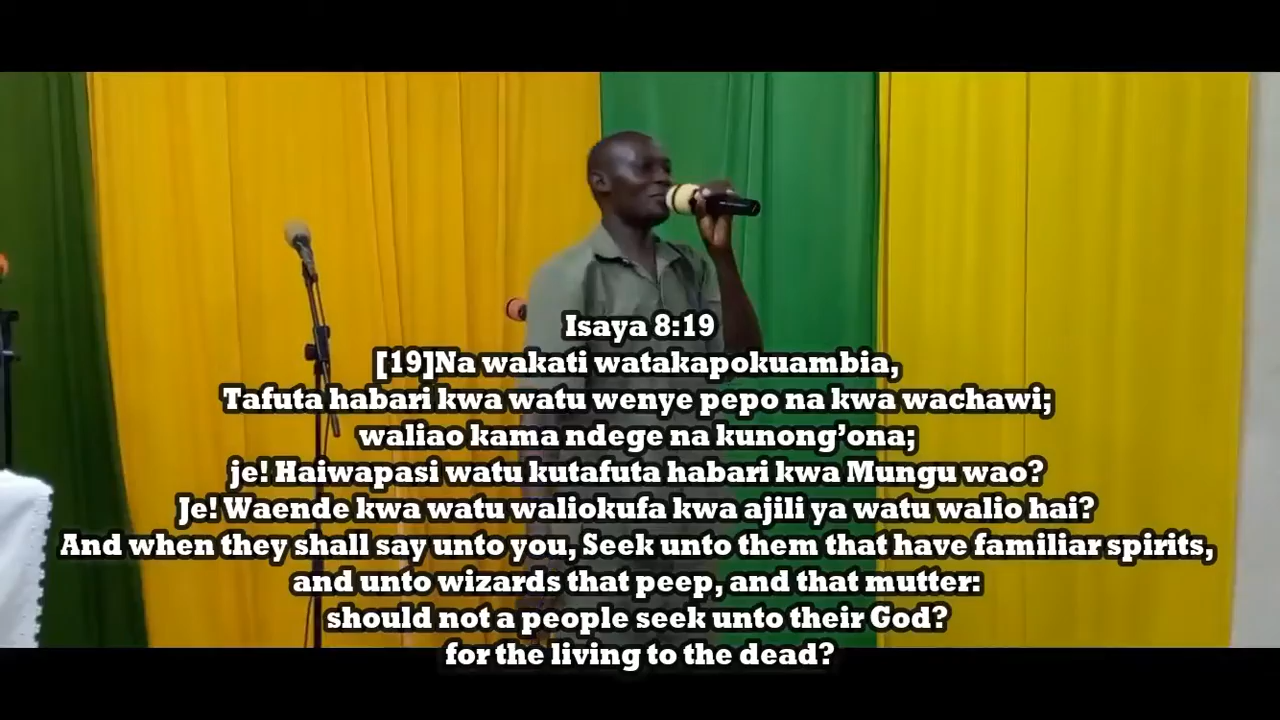 Isaya 8:19
[19]Na wakati watakapokuambia,
Tafuta habari kwa watu wenye pepo na kwa wachawi;
waliao kama ndege na kunong’ona;
je! Haiwapasi watu kutafuta habari kwa Mungu wao?
Je! Waende kwa watu waliokufa kwa ajili ya watu walio hai?
And when they shall say unto you, Seek unto them that have familiar spirits,
and unto wizards that peep, and that mutter:
should not a people seek unto their God?
for the living to the dead?